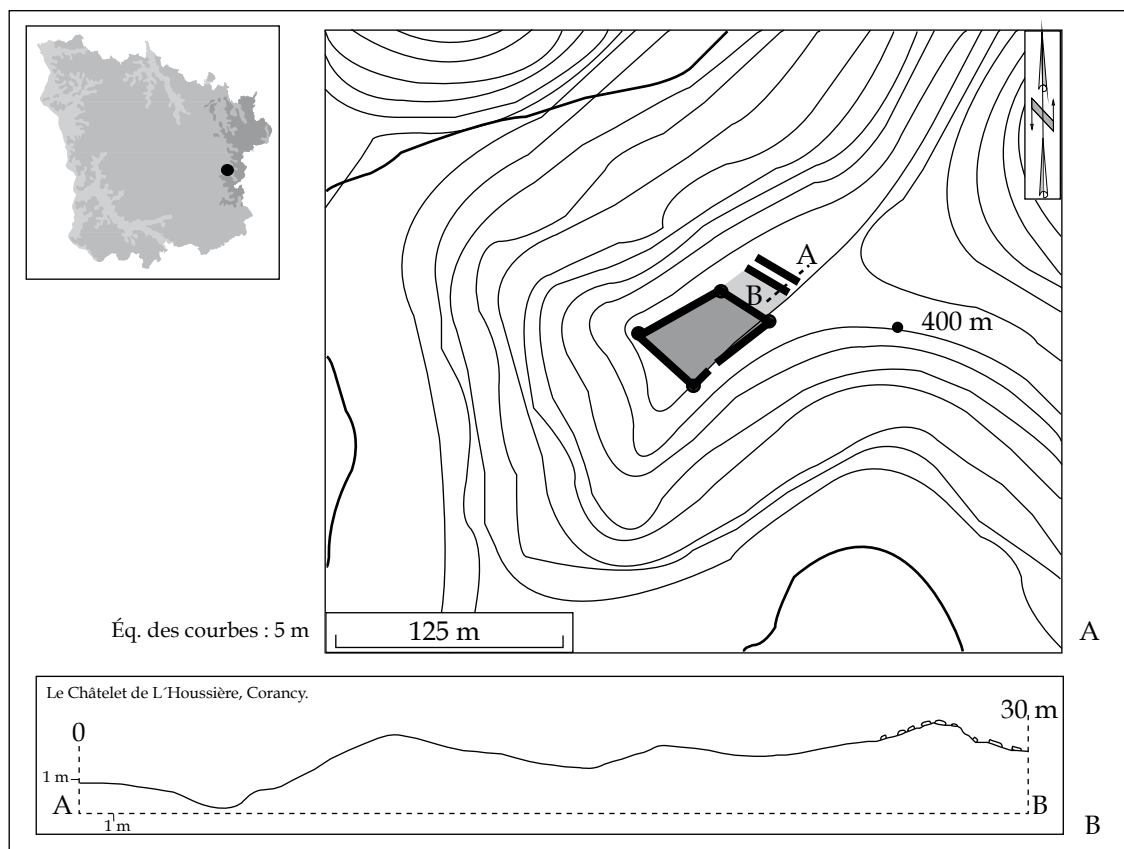 A
B
400 m
Éq. des courbes : 5 m
125 m
A
Le Châtelet de L´Houssière, Corancy.
0
30 m
1 m
A
B
1 m
B